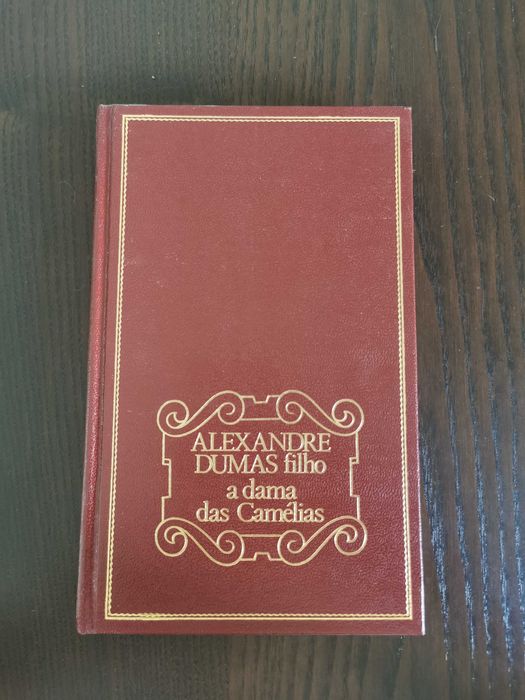 ALEXANDRE
DUMAS filho
a dama
das Camélias